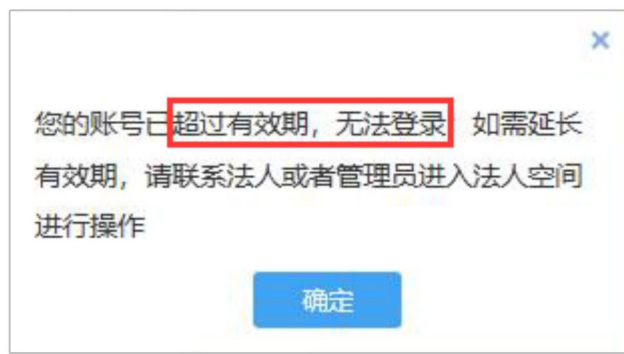 ×
您的账号已超过有效期，无法登录 如需延长
有效期，请联系法人或者管理员进入法人空间
进行操作
确定